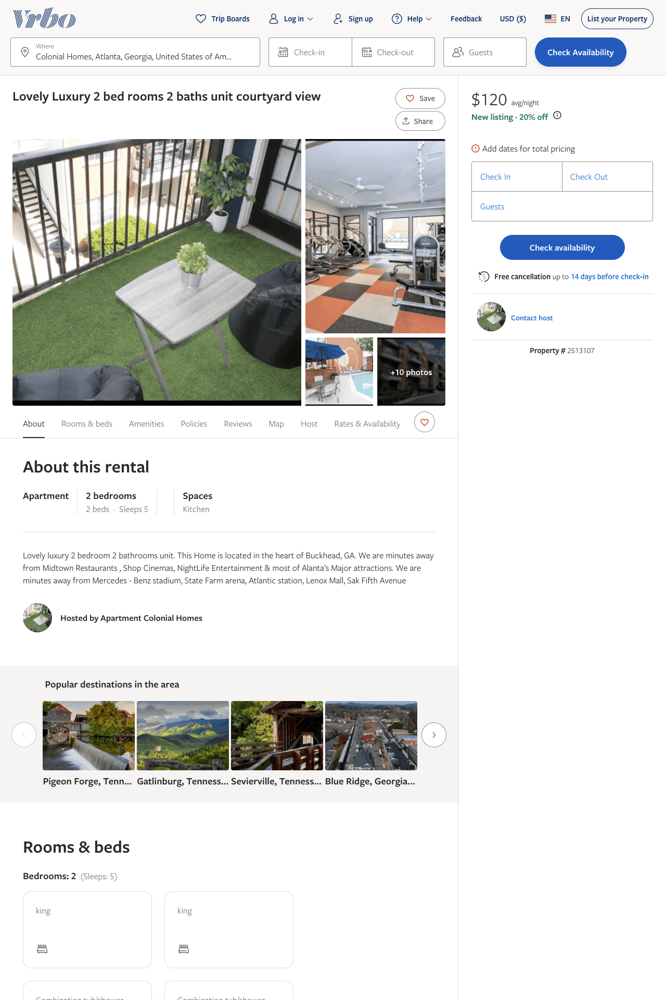 Vrbo
Trip Boards
Log in
Sign up
Help
Feedback
USD ($)
EN
List your Property
Where
Colonial Homes, Atlanta, Georgia, United States of Am...
Check-in
Check-out
Guests
Check Availability
Lovely Luxury 2 bed rooms 2 baths unit courtyard view
Save
Share
+10 photos
$120 avg/night
New listing · 20% off
Add dates for total pricing
Check In
Check Out
Guests
Check availability
Free cancellation up to 14 days before check-in
Contact host
Property # 2513107
About
Rooms & beds
Amenities
Policies
Reviews
Map
Host
Rates & Availability
About this rental
Apartment
2 bedrooms
2 beds · Sleeps 5
Spaces
Kitchen
Lovely luxury 2 bedroom 2 bathrooms unit. This Home is located in the heart of Buckhead, GA. We are minutes away
from Midtown Restaurants , Shop Cinemas, NightLife Entertainment & most of Alanta’s Major attractions. We are
minutes away from Mercedes - Benz stadium, State Farm arena, Atlantic station, Lenox Mall, Sak Fifth Avenue
Hosted by Apartment Colonial Homes
Popular destinations in the area
Pigeon Forge, Tenn...
Gatlinburg, Tenness...
Sevierville, Tenness...
Blue Ridge, Georgia...
Rooms & beds
Bedrooms: 2 (Sleeps: 5)
king
king
Combination tub/shower
Combination tub/shower